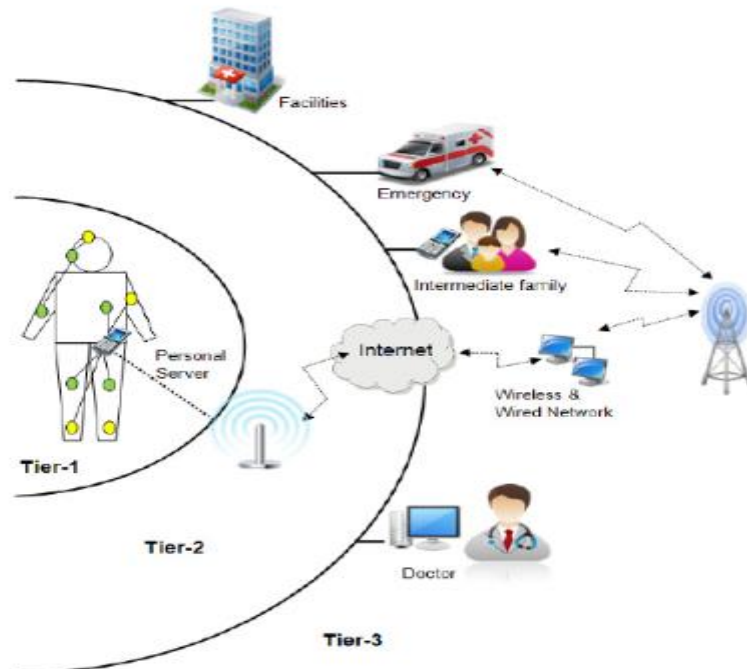 Facilities
Emergency
Intermediate family
Internet
Personal
Server
Wireless &
Wired Network
Tier-1
Tier-2
Doctor
Tier-3